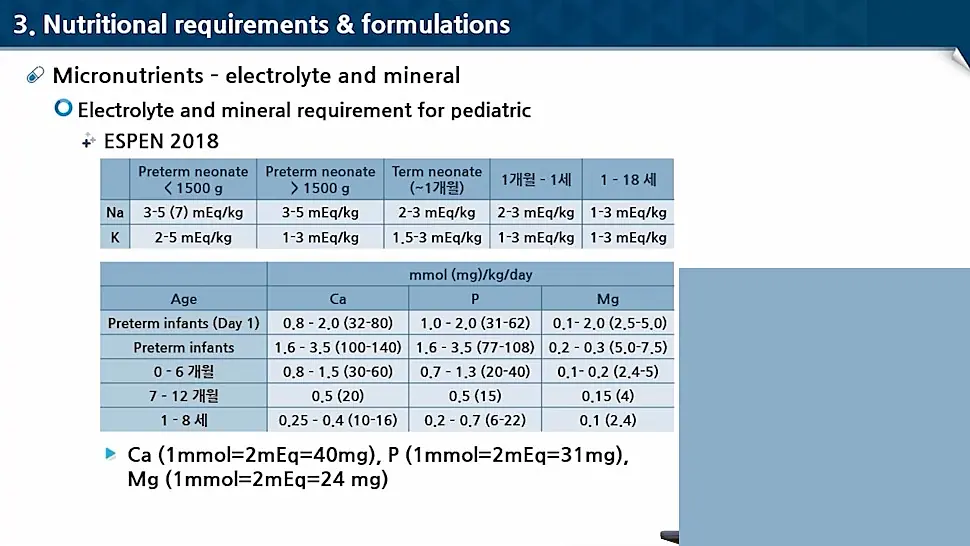 3. Nutritional requirements & formulations
Micronutrients - electrolyte and mineral
Electrolyte and mineral requirement for pediatric
ESPEN 2018
Preterm neonate < 1500 g Preterm neonate > 1500 g Term neonate (~1개월) 1개월 - 1세 1 - 18 세
Na 3-5 (7) mEq/kg 3-5 mEq/kg 2-3 mEq/kg 2-3 mEq/kg 1-3 mEq/kg
K 2-5 mEq/kg 1-3 mEq/kg 1.5-3 mEq/kg 1-3 mEq/kg 1-3 mEq/kg
mmol (mg)/kg/day
Age Ca P Mg
Preterm infants (Day 1) 0.8 - 2.0 (32-80) 1.0 - 2.0 (31-62) 0.1- 2.0 (2.5-5.0)
Preterm infants 1.6 - 3.5 (100-140) 1.6 - 3.5 (77-108) 0.2 - 0.3 (5.0-7.5)
0 - 6 개월 0.8 - 1.5 (30-60) 0.7 - 1.3 (20-40) 0.1- 0.2 (2.4-5)
7 - 12 개월 0.5 (20) 0.5 (15) 0.15 (4)
1 - 8 세 0.25 - 0.4 (10-16) 0.2 - 0.7 (6-22) 0.1 (2.4)
Ca (1mmol=2mEq=40mg), P (1mmol=2mEq=31mg),
Mg (1mmol=2mEq=24 mg)